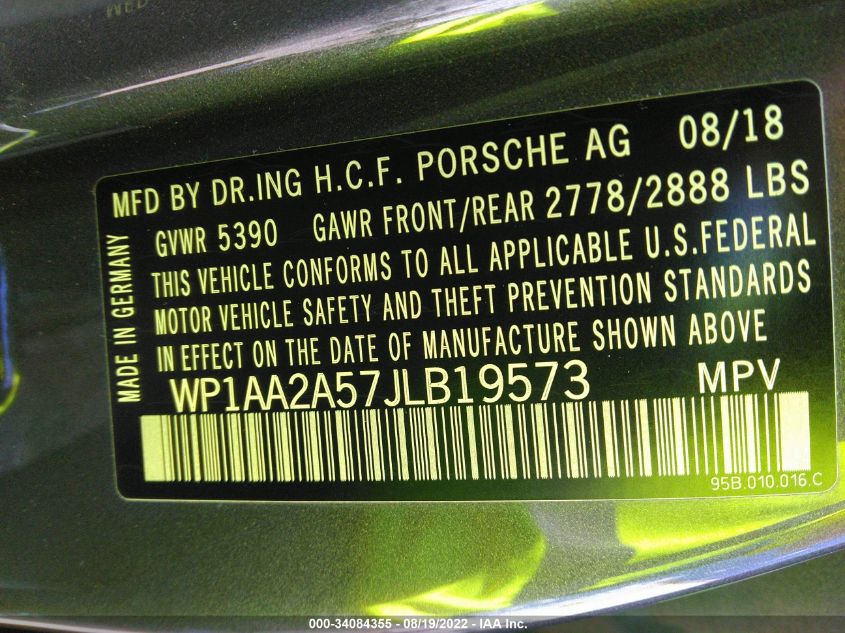 MFD BY DR.ING H.C.F. PORSCHE AG 08/18
GVWR 5390 GAWR FRONT/REAR 2778/2888 LBS
THIS VEHICLE CONFORMS TO ALL APPLICABLE U.S.FEDERAL
MOTOR VEHICLE SAFETY AND THEFT PREVENTION STANDARDS
IN EFFECT ON THE DATE OF MANUFACTURE SHOWN ABOVE
WP1AA2A57JLB19573 MPV
95B.010.016.C
MADE IN GERMANY
000-34084355 - 08/19/2022 - IAA Inc.